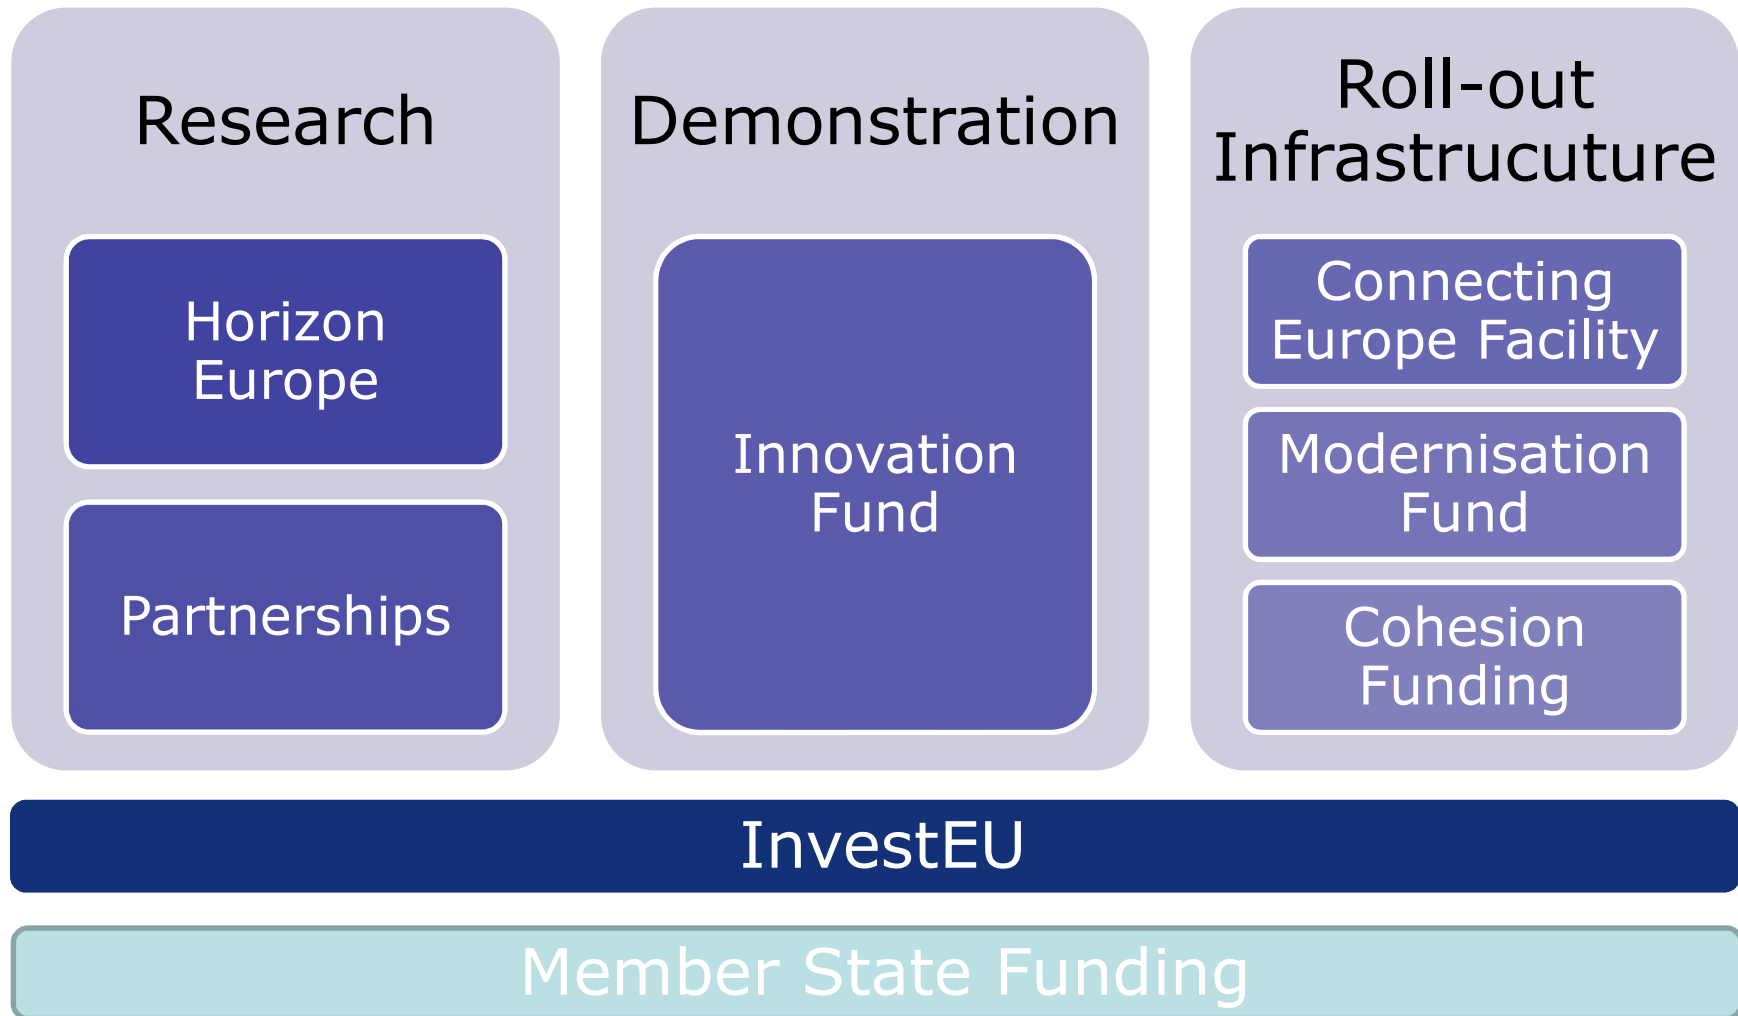 Research
Horizon
Europe
Partnerships
Demonstration
Innovation
Fund
Roll-out
Infrastrucuture
Connecting
Europe Facility
Modernisation
Fund
Cohesion
Funding
InvestEU
Member State Funding